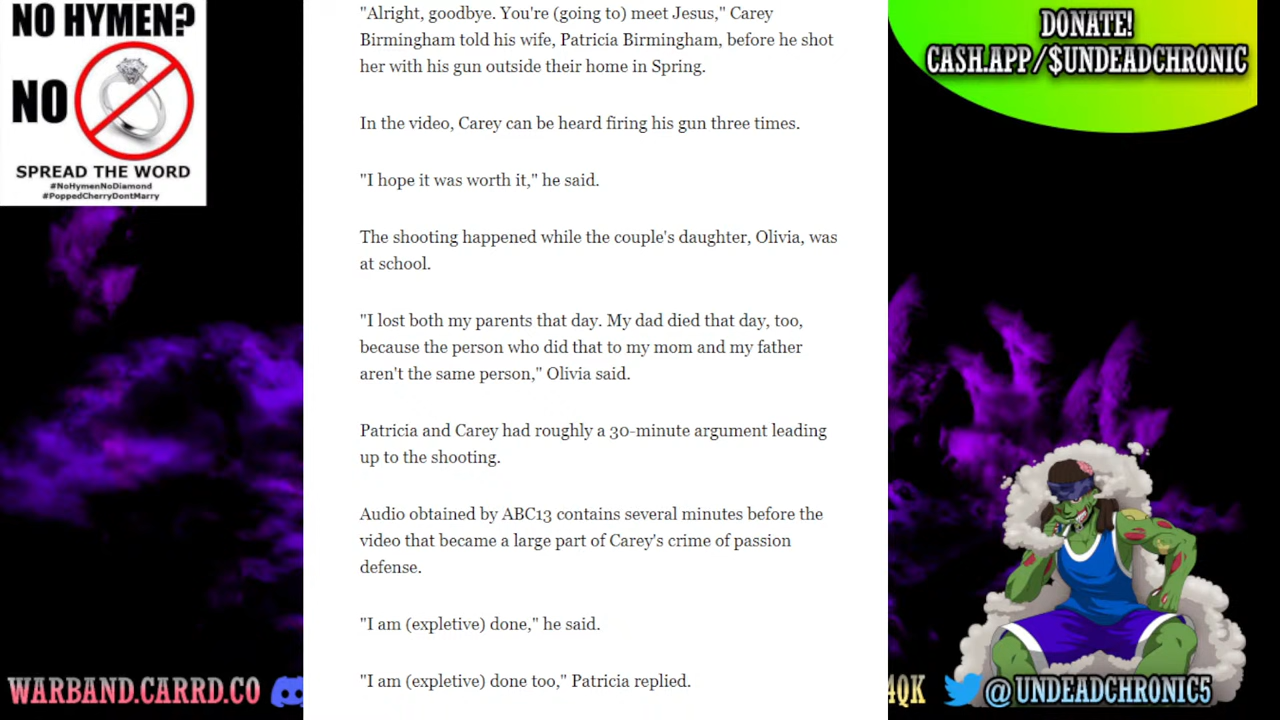 NO HYMEN?
NO
SPREAD THE WORD
#NoHymenNoDiamond
#PoppedCherryDontMarry
"Alright, goodbye. You're (going to) meet Jesus," Carey
Birmingham told his wife, Patricia Birmingham, before he shot
her with his gun outside their home in Spring.
In the video, Carey can be heard firing his gun three times.
"I hope it was worth it," he said.
The shooting happened while the couple's daughter, Olivia, was
at school.
"I lost both my parents that day. My dad died that day, too,
because the person who did that to my mom and my father
aren't the same person," Olivia said.
Patricia and Carey had roughly a 30-minute argument leading
up to the shooting.
Audio obtained by ABC13 contains several minutes before the
video that became a large part of Carey's crime of passion
defense.
"I am (expletive) done," he said.
"I am (expletive) done too," Patricia replied.
DONATE!
CASH.APP/$UNDEADCHRONIC
WARBAND.CARRD.CO
4QK
@UNDEADCHRONIC5